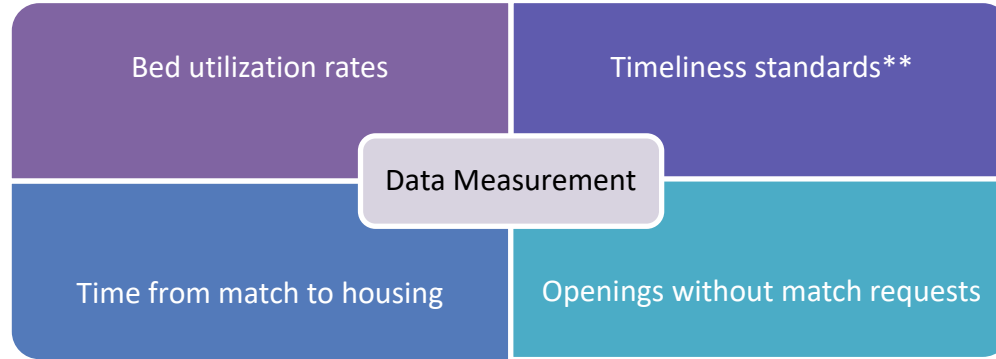 Bed utilization rates
Timeliness standards**
Data Measurement
Time from match to housing
Openings without match requests